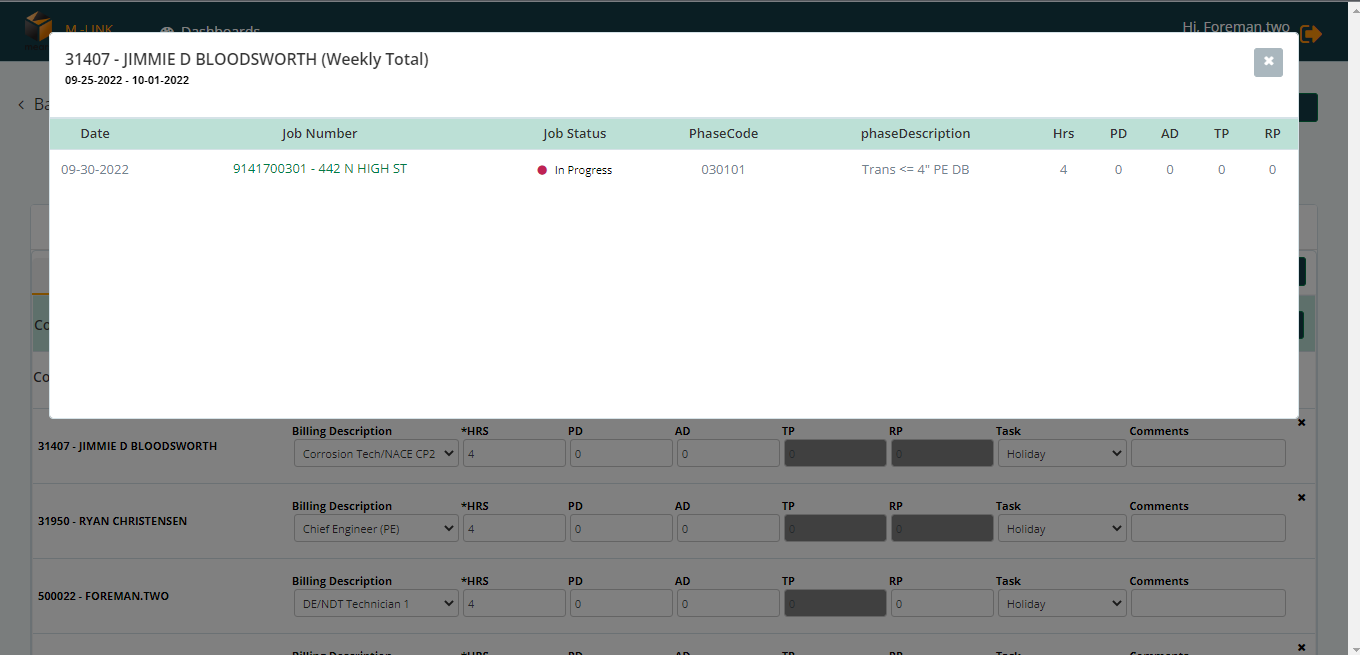 M -LINK Dashboards Hi, Foreman.two
31407 - JIMMIE D BLOODSWORTH (Weekly Total)
09-25-2022 - 10-01-2022
Date Job Number Job Status PhaseCode phaseDescription Hrs PD AD TP RP
09-30-2022 9141700301 - 442 N HIGH ST In Progress 030101 Trans <= 4" PE DB 4 0 0 0 0
Billing Description *HRS PD AD TP RP Task Comments
31407 - JIMMIE D BLOODSWORTH Corrosion Tech/NACE CP2 4 0 0 0 0 Holiday
Billing Description *HRS PD AD TP RP Task Comments
31950 - RYAN CHRISTENSEN Chief Engineer (PE) 4 0 0 0 0 Holiday
Billing Description *HRS PD AD TP RP Task Comments
500022 - FOREMAN.TWO DE/NDT Technician 1 4 0 0 0 0 Holiday
Billing Description *HRS PD AD TP RP Task Comments